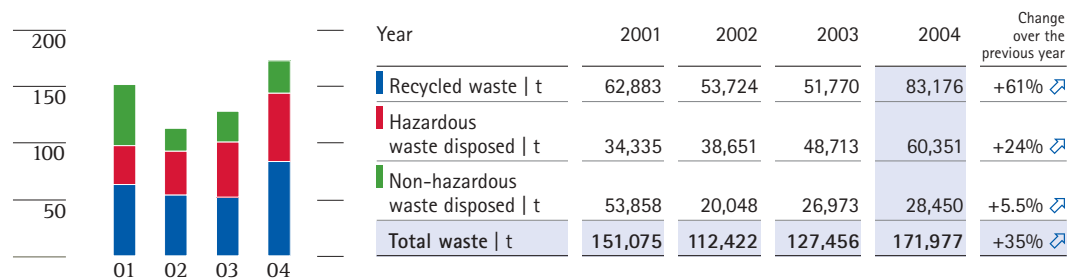 200
150
100
50
01 02 03 04
Year 2001 2002 2003 2004 Change over the previous year
Recycled waste | t 62,883 53,724 51,770 83,176 +61%
Hazardous
waste disposed | t 34,335 38,651 48,713 60,351 +24%
Non-hazardous
waste disposed | t 53,858 20,048 26,973 28,450 +5.5%
Total waste | t 151,075 112,422 127,456 171,977 +35%